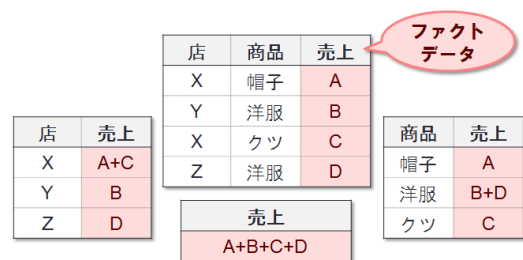 ファクト
データ
店 商品 売上
X 帽子 A
Y 洋服 B
X クツ C
Z 洋服 D
店 売上
X A+C
Y B
Z D
商品 売上
帽子 A
洋服 B+D
クツ C
売上
A+B+C+D